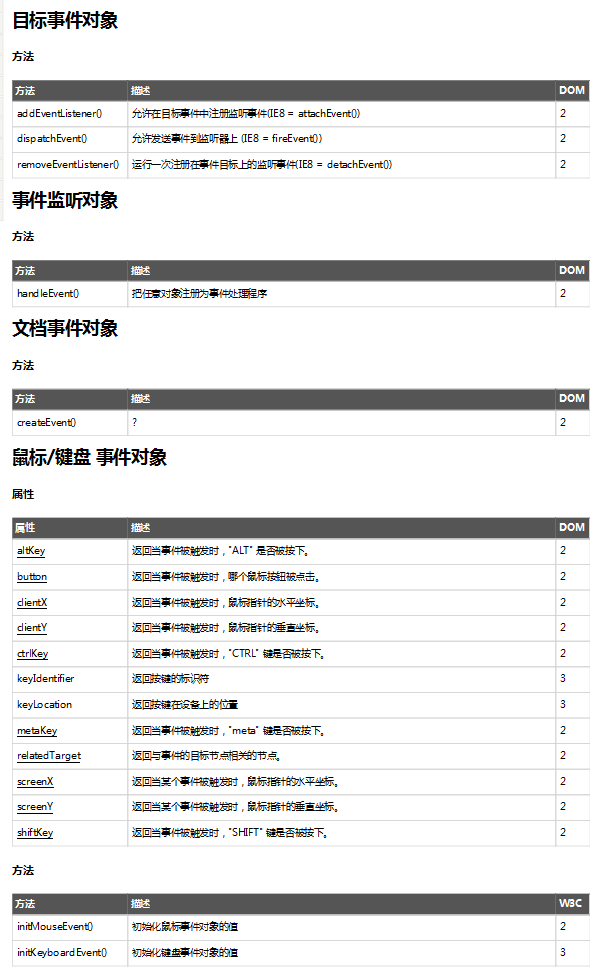 目标事件对象
方法
方法 描述 DOM
addEventListener() 允许在目标事件中注册监听事件(IE8 = attachEvent()) 2
dispatchEvent() 允许发送事件到监听器上 (IE8 = fireEvent()) 2
removeEventListener() 运行一次注册在事件目标上的监听事件(IE8 = detachEvent()) 2
事件监听对象
方法
方法 描述 DOM
handleEvent() 把任意对象注册为事件处理程序 2
文档事件对象
方法
方法 描述 DOM
createEvent() ? 2
鼠标/键盘 事件对象
属性
属性 描述 DOM
altKey 返回当事件被触发时，"ALT" 是否被按下。 2
button 返回当事件被触发时，哪个鼠标按钮被点击。 2
clientX 返回当事件被触发时，鼠标指针的水平坐标。 2
clientY 返回当事件被触发时，鼠标指针的垂直坐标。 2
ctrlKey 返回当事件被触发时，"CTRL" 键是否被按下。 2
keyIdentifier 返回按键的标识符 3
keyLocation 返回按键在设备上的位置 3
metaKey 返回当事件被触发时，"meta" 键是否被按下。 2
relatedTarget 返回与事件的目标节点相关的节点。 2
screenX 返回当某个事件被触发时，鼠标指针的水平坐标。 2
screenY 返回当某个事件被触发时，鼠标指针的垂直坐标。 2
shiftKey 返回当事件被触发时，"SHIFT" 键是否被按下。 2
方法
方法 描述 W3C
initMouseEvent() 初始化鼠标事件对象的值 2
initKeyboardEvent() 初始化键盘事件对象的值 3